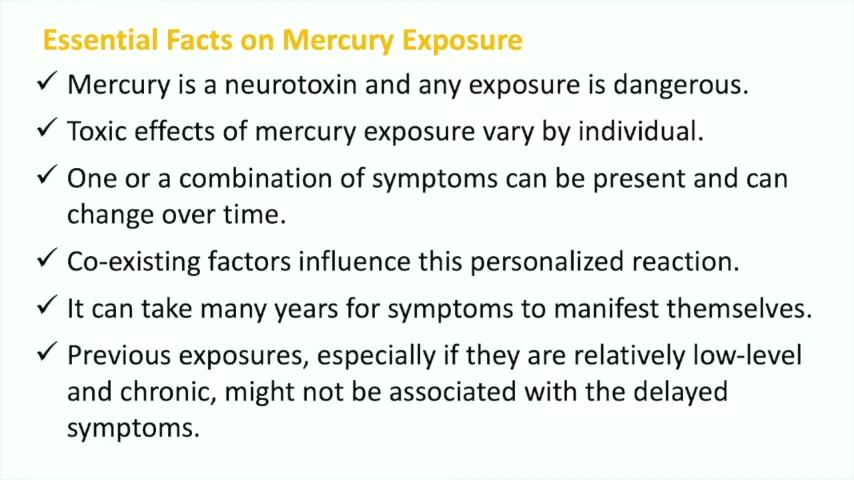 Essential Facts on Mercury Exposure
✓ Mercury is a neurotoxin and any exposure is dangerous.
✓ Toxic effects of mercury exposure vary by individual.
✓ One or a combination of symptoms can be present and can
change over time.
✓ Co-existing factors influence this personalized reaction.
✓ It can take many years for symptoms to manifest themselves.
✓ Previous exposures, especially if they are relatively low-level
and chronic, might not be associated with the delayed
symptoms.